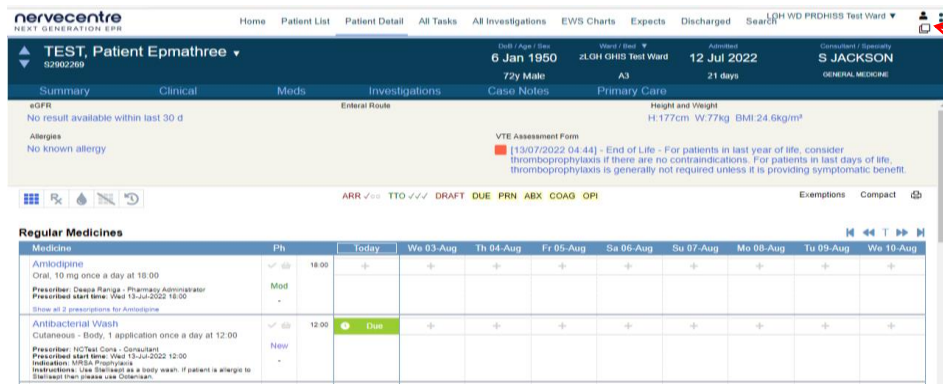 nervecentre
NEXT GENERATION EPR
Home Patient List Patient Detail All Tasks All Investigations EWS Charts Expects Discharged Search LGH WD PRDHISS Test Ward ▼
TEST, Patient Epmathree ▼
S2902269
DoB / Age / Sex
6 Jan 1950
72y Male
Ward / Bed ▼
zLGH GHIS Test Ward
A3
Admitted
12 Jul 2022
21 days
Consultant / Specialty
S JACKSON
GENERAL MEDICINE
Summary Clinical Meds Investigations Case Notes Primary Care
eGFR
No result available within last 30 d
Enteral Route
Height and Weight
H:177cm W:77kg BMI:24.6kg/m²
Allergies
No known allergy
VTE Assessment Form
[13/07/2022 04:44] - End of Life - For patients in last year of life, consider
thromboprophylaxis if there are no contraindications. For patients in last days of life,
thromboprophylaxis is generally not required unless it is providing symptomatic benefit.
ARR ✓○○ TTO ✓✓✓ DRAFT DUE PRN ABX COAG OPI
Exemptions Compact
Regular Medicines
T
Medicine Ph Today We 03-Aug Th 04-Aug Fr 05-Aug Sa 06-Aug Su 07-Aug Mo 08-Aug Tu 09-Aug We 10-Aug
Amlodipine
Oral, 10 mg once a day at 18:00
Prescriber: Deepa Raniga - Pharmacy Administrator
Prescribed start time: Wed 13-Jul-2022 18:00
Show all 2 prescriptions for Amlodipine
Mod
-
18:00
Antibacterial Wash
Cutaneous - Body, 1 application once a day at 12:00
Prescriber: NCTest Cons - Consultant
Prescribed start time: Wed 13-Jul-2022 12:00
Indication: MRSA Prophylaxis
Instructions: Use Stellisept as a body wash. If patient is allergic to
Stellisept then please use Octenisan.
New
-
12:00 Due